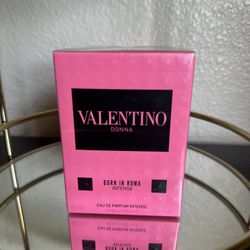 VALENTINO
DONNA
BORN IN ROMA
INTENSE
EAU DE PARFUM INTENSE